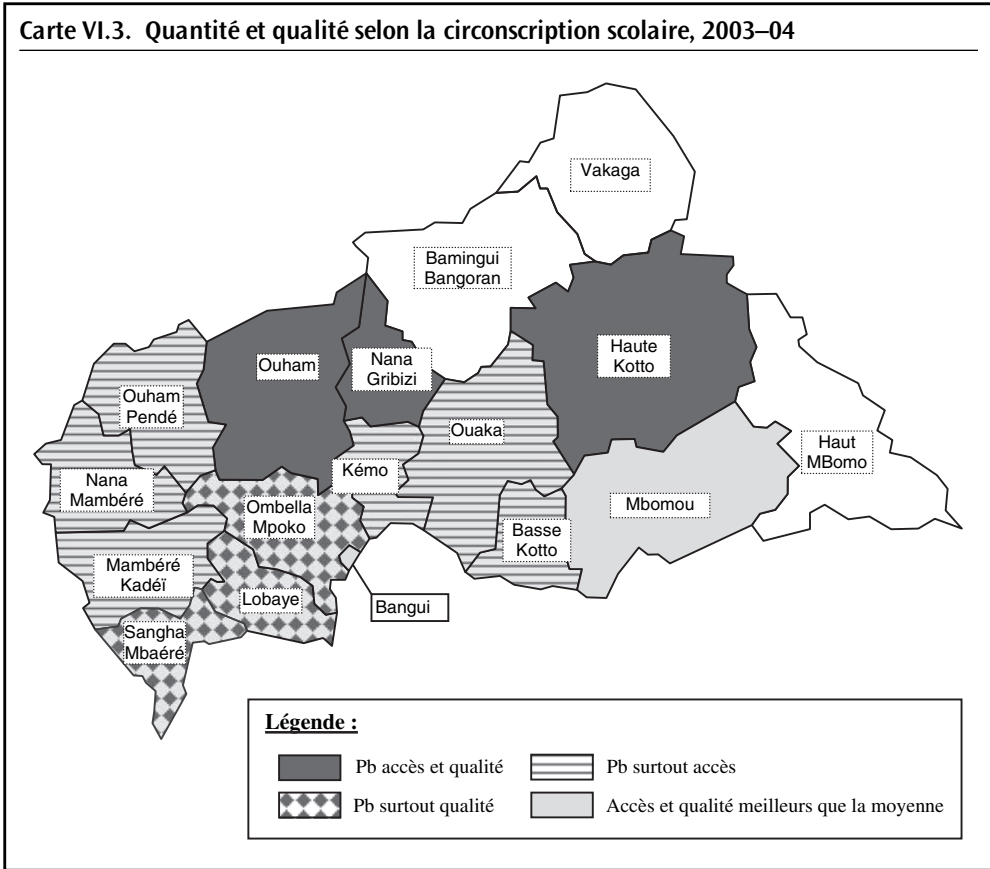 Carte VI.3. Quantité et qualité selon la circonscription scolaire, 2003–04
Vakaga
Bamingui
Bangoran
Haute
Kotto
Ouham
Nana
Gribizi
Ouham
Pendé
Ouaka
Haut
MBomo
Kémo
Nana
Mambéré
Ombella
Mpoko
Mbomou
Basse
Kotto
Mambéré
Kadéï
Lobaye
Bangui
Sangha
Mbaéré
Légende :
Pb accès et qualité
Pb surtout accès
Pb surtout qualité
Accès et qualité meilleurs que la moyenne